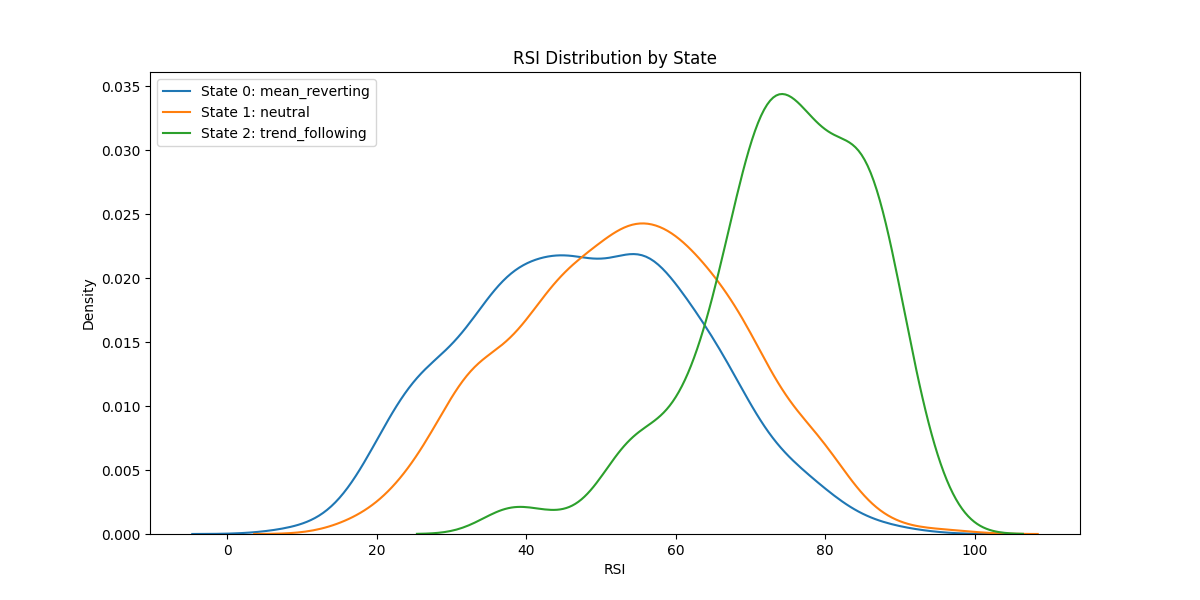 RSI Distribution by State
State 0: mean_reverting
State 1: neutral
State 2: trend_following
Density
0.035
0.030
0.025
0.020
0.015
0.010
0.005
0.000
0 20 40 60 80 100
RSI